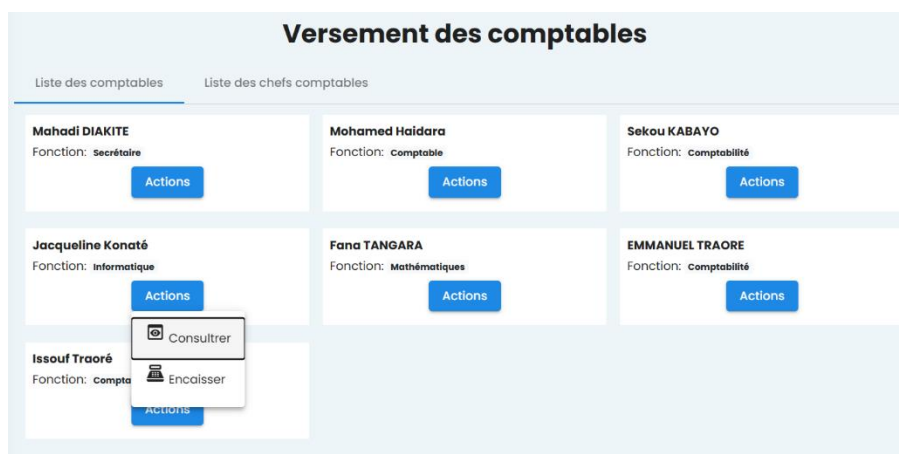 Versement des comptables
Liste des comptables Liste des chefs comptables
Mahadi DIAKITE
Fonction: Secrétaire
Actions
Mohamed Haidara
Fonction: Comptable
Actions
Sekou KABAYO
Fonction: Comptabilité
Actions
Jacqueline Konaté
Fonction: Informatique
Actions
Consultrer
Encaisser
Fana TANGARA
Fonction: Mathématiques
Actions
EMMANUEL TRAORE
Fonction: Comptabilité
Actions
Issouf Traoré
Fonction: Compta
Actions